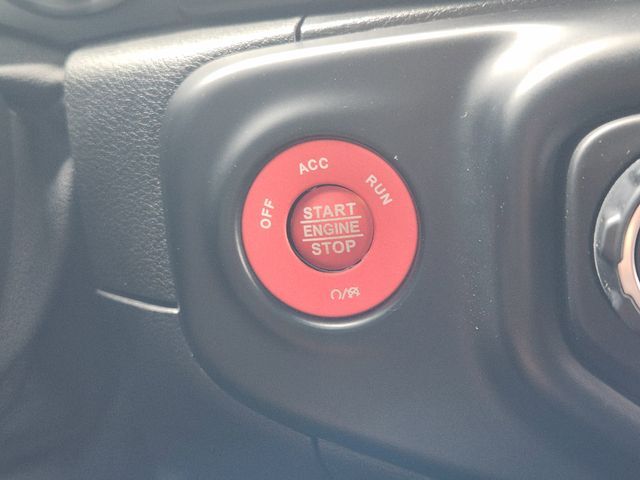 OFF
ACC
RUN
START
ENGINE
STOP